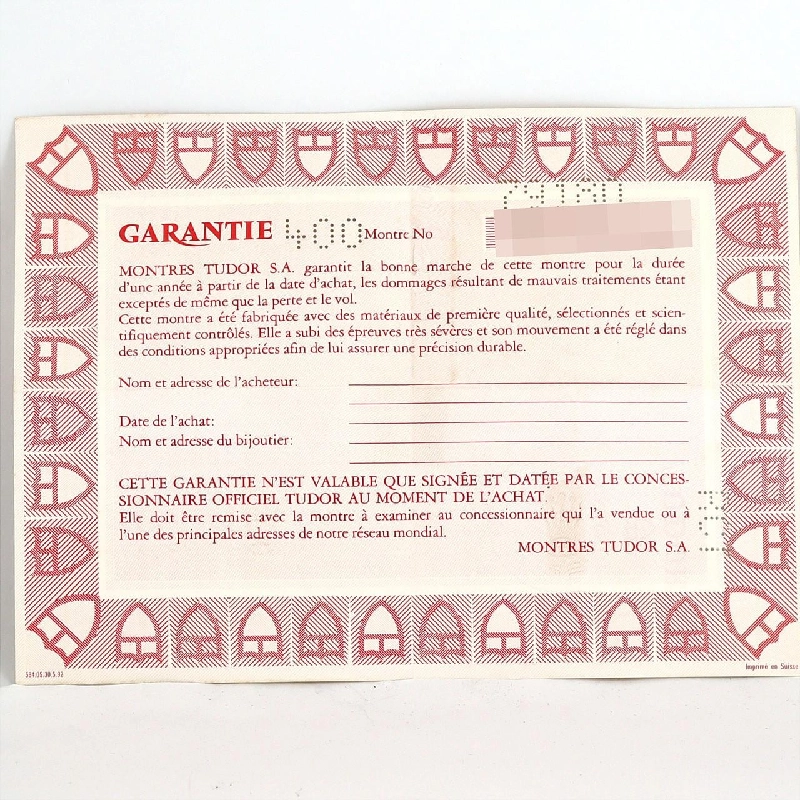 79180
GARANTIE 400 Montre No
MONTRES TUDOR S.A. garantit la bonne marche de cette montre pour la durée
d'une année à partir de la date d'achat, les dommages résultant de mauvais traitements étant
exceptés de même que la perte et le vol.
Cette montre a été fabriquée avec des matériaux de première qualité, sélectionnés et scien-
tifiquement contrôlés. Elle a subi des épreuves très sévères et son mouvement a été réglé dans
des conditions appropriées afin de lui assurer une précision durable.
Nom et adresse de l'acheteur:
Date de l'achat:
Nom et adresse du bijoutier:
CETTE GARANTIE N'EST VALABLE QUE SIGNÉE ET DATÉE PAR LE CONCES-
SIONNAIRE OFFICIEL TUDOR AU MOMENT DE L'ACHAT.
Elle doit être remise avec la montre à examiner au concessionnaire qui l'a vendue ou à
l'une des principales adresses de notre réseau mondial.
MONTRES TUDOR S.A.
Imprimé en Suisse